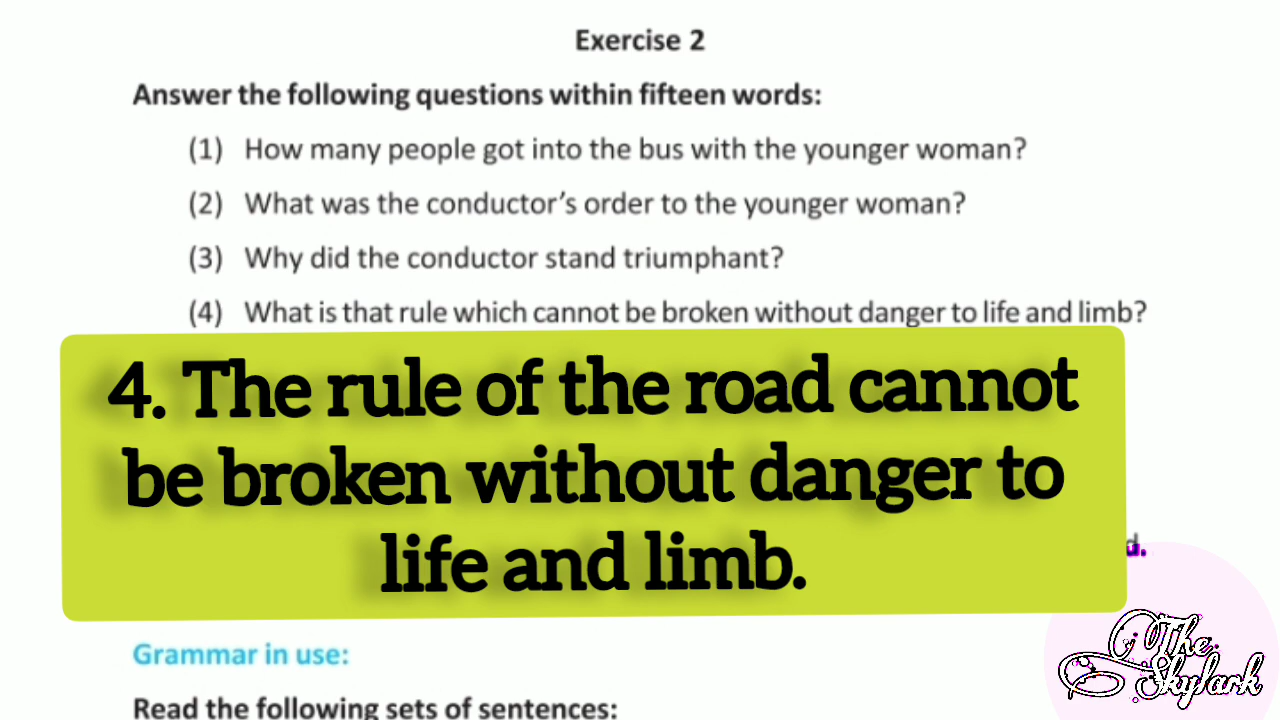 Exercise 2
Answer the following questions within fifteen words:
(1) How many people got into the bus with the younger woman?
(2) What was the conductor’s order to the younger woman?
(3) Why did the conductor stand triumphant?
(4) What is that rule which cannot be broken without danger to life and limb?
4. The rule of the road cannot
be broken without danger to
life and limb.
Grammar in use:
The
Skylark
Read the following sets of sentences: